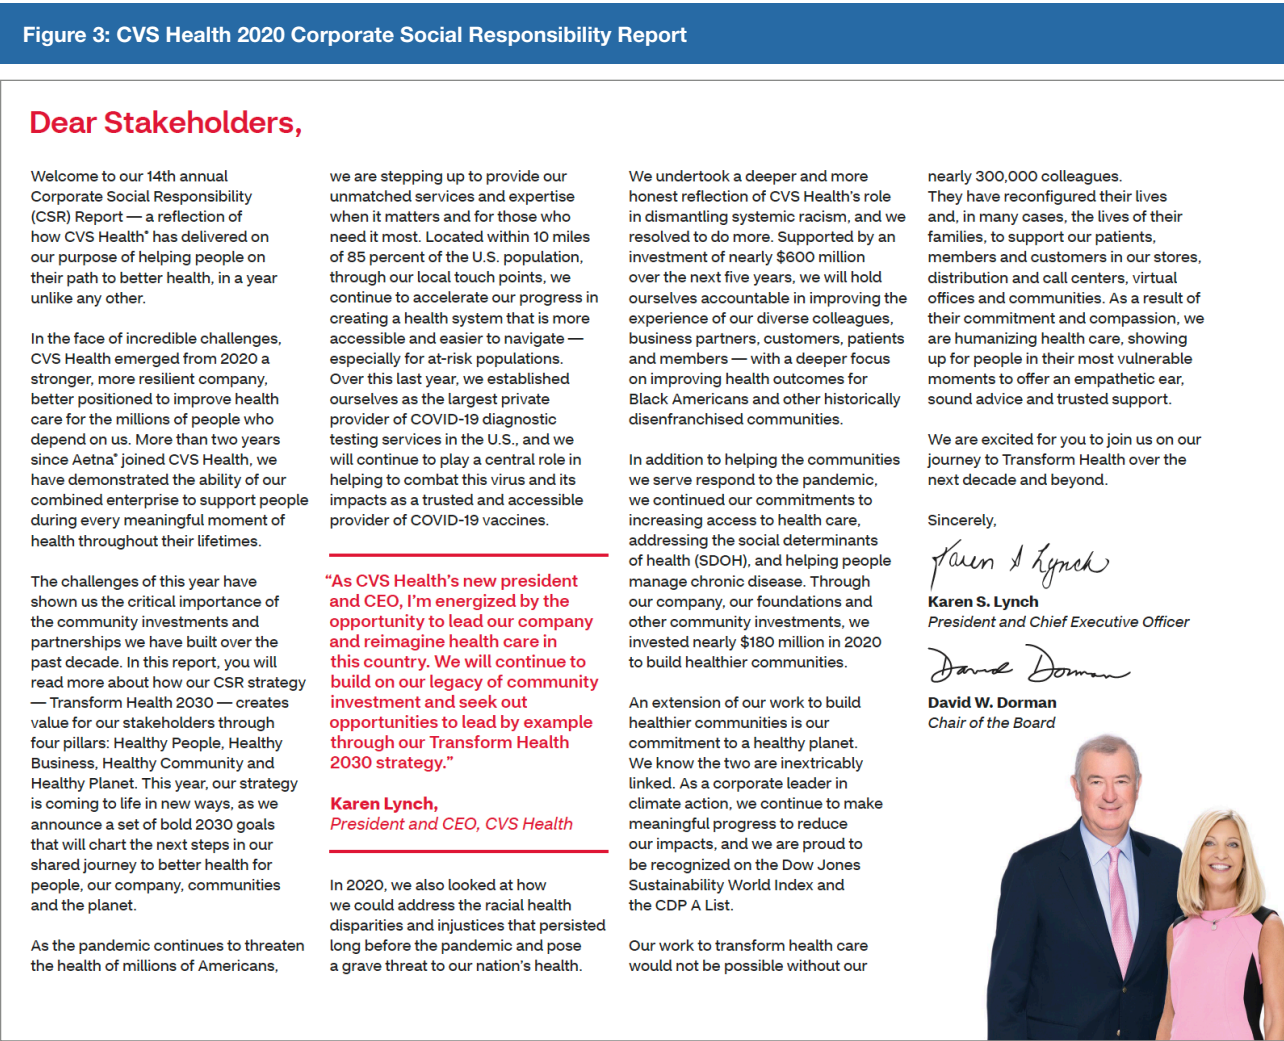 Figure 3: CVS Health 2020 Corporate Social Responsibility Report
Dear Stakeholders,
Welcome to our 14th annual
Corporate Social Responsibility
(CSR) Report — a reflection of
how CVS Health® has delivered on
our purpose of helping people on
their path to better health, in a year
unlike any other.
In the face of incredible challenges,
CVS Health emerged from 2020 a
stronger, more resilient company,
better positioned to improve health
care for the millions of people who
depend on us. More than two years
since Aetna® joined CVS Health, we
have demonstrated the ability of our
combined enterprise to support people
during every meaningful moment of
health throughout their lifetimes.
The challenges of this year have
shown us the critical importance of
the community investments and
partnerships we have built over the
past decade. In this report, you will
read more about how our CSR strategy
— Transform Health 2030 — creates
value for our stakeholders through
four pillars: Healthy People, Healthy
Business, Healthy Community and
Healthy Planet. This year, our strategy
is coming to life in new ways, as we
announce a set of bold 2030 goals
that will chart the next steps in our
shared journey to better health for
people, our company, communities
and the planet.
As the pandemic continues to threaten
the health of millions of Americans,
we are stepping up to provide our
unmatched services and expertise
when it matters and for those who
need it most. Located within 10 miles
of 85 percent of the U.S. population,
through our local touch points, we
continue to accelerate our progress in
creating a health system that is more
accessible and easier to navigate —
especially for at-risk populations.
Over this last year, we established
ourselves as the largest private
provider of COVID-19 diagnostic
testing services in the U.S., and we
will continue to play a central role in
helping to combat this virus and its
impacts as a trusted and accessible
provider of COVID-19 vaccines.
“As CVS Health’s new president
and CEO, I’m energized by the
opportunity to lead our company
and reimagine health care in
this country. We will continue to
build on our legacy of community
investment and seek out
opportunities to lead by example
through our Transform Health
2030 strategy.”
Karen Lynch,
President and CEO, CVS Health
In 2020, we also looked at how
we could address the racial health
disparities and injustices that persisted
long before the pandemic and pose
a grave threat to our nation’s health.
We undertook a deeper and more
honest reflection of CVS Health’s role
in dismantling systemic racism, and we
resolved to do more. Supported by an
investment of nearly $600 million
over the next five years, we will hold
ourselves accountable in improving the
experience of our diverse colleagues,
business partners, customers, patients
and members — with a deeper focus
on improving health outcomes for
Black Americans and other historically
disenfranchised communities.
In addition to helping the communities
we serve respond to the pandemic,
we continued our commitments to
increasing access to health care,
addressing the social determinants
of health (SDOH), and helping people
manage chronic disease. Through
our company, our foundations and
other community investments, we
invested nearly $180 million in 2020
to build healthier communities.
An extension of our work to build
healthier communities is our
commitment to a healthy planet.
We know the two are inextricably
linked. As a corporate leader in
climate action, we continue to make
meaningful progress to reduce
our impacts, and we are proud to
be recognized on the Dow Jones
Sustainability World Index and
the CDP A List.
Our work to transform health care
would not be possible without our
nearly 300,000 colleagues.
They have reconfigured their lives
and, in many cases, the lives of their
families, to support our patients,
members and customers in our stores,
distribution and call centers, virtual
offices and communities. As a result of
their commitment and compassion, we
are humanizing health care, showing
up for people in their most vulnerable
moments to offer an empathetic ear,
sound advice and trusted support.
We are excited for you to join us on our
journey to Transform Health over the
next decade and beyond.
Sincerely,
Karen S Lynch
Karen S. Lynch
President and Chief Executive Officer
David Dorman
David W. Dorman
Chair of the Board